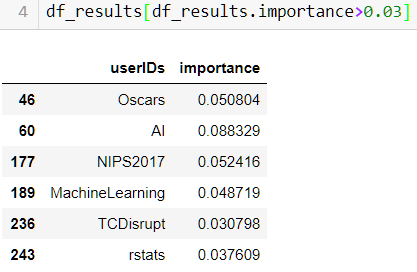 4 df_results[df_results.importance>0.03]
userIDs importance
46 Oscars 0.050804
60 AI 0.088329
177 NIPS2017 0.052416
189 MachineLearning 0.048719
236 TCDisrupt 0.030798
243 rstats 0.037609